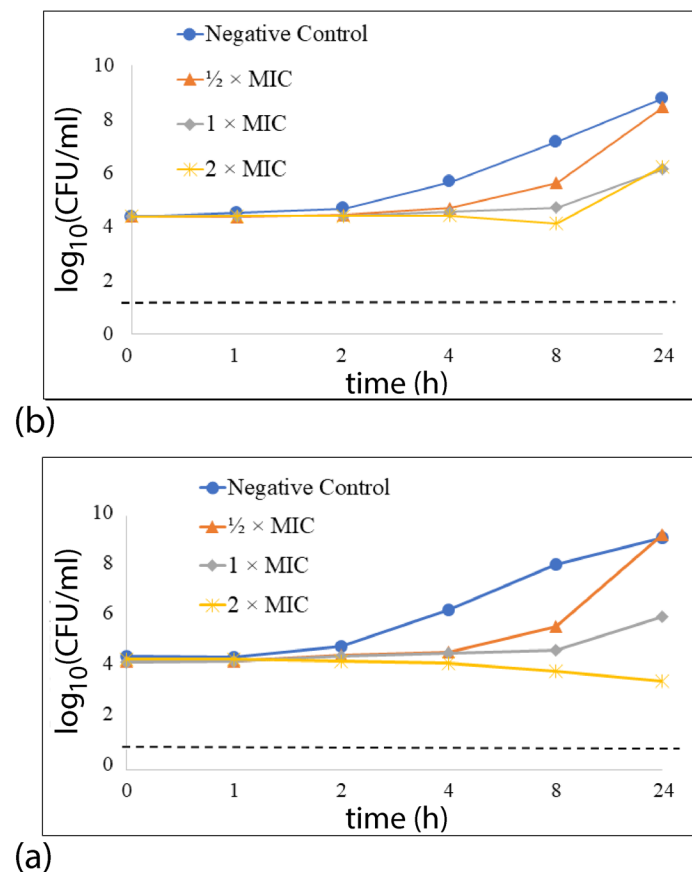 Negative Control
½ × MIC
1 × MIC
2 × MIC
log10(CFU/ml)
10
8
6
4
2
0
0 1 2 4 8 24
time (h)
(b)
Negative Control
½ × MIC
1 × MIC
2 × MIC
log10(CFU/ml)
10
8
6
4
2
0
0 1 2 4 8 24
time (h)
(a)